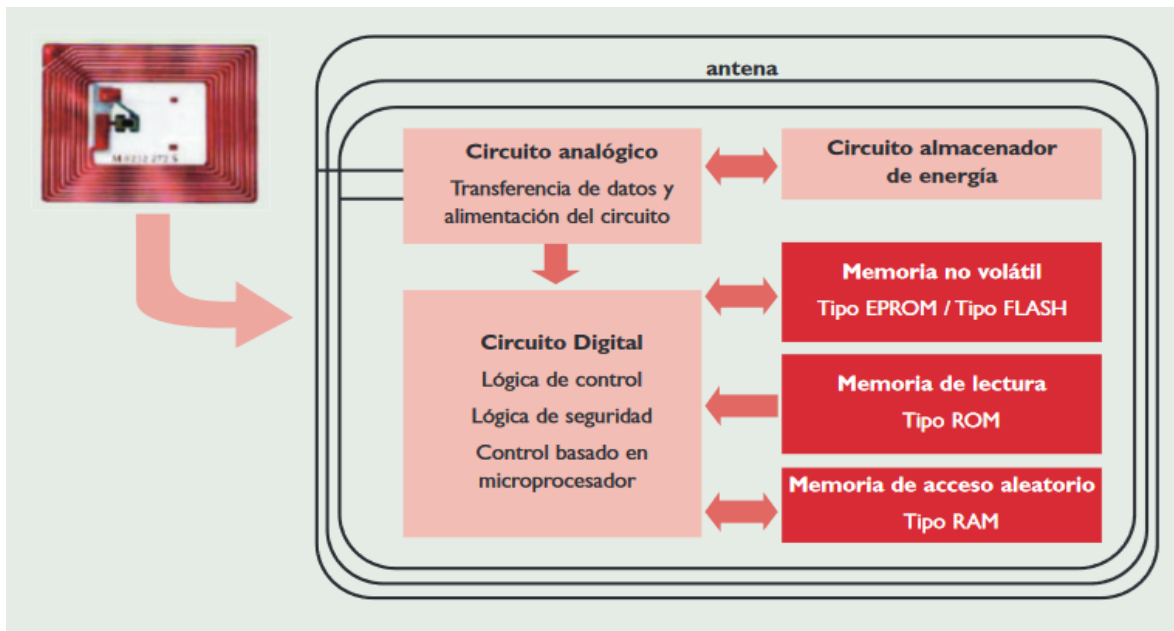 antena
Circuito analógico
Transferencia de datos y
alimentación del circuito
Circuito almacenador
de energía
Circuito Digital
Lógica de control
Lógica de seguridad
Control basado en
microprocesador
Memoria no volátil
Tipo EPROM / Tipo FLASH
Memoria de lectura
Tipo ROM
Memoria de acceso aleatorio
Tipo RAM